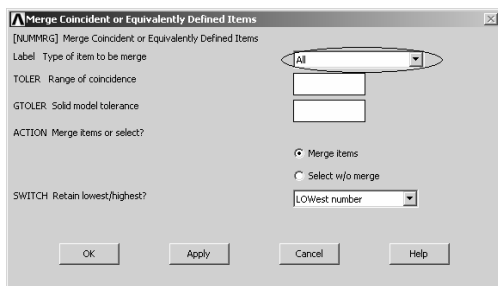 Merge Coincident or Equivalently Defined Items
[NUMMRG] Merge Coincident or Equivalently Defined Items
Label Type of item to be merge All
TOLER Range of coincidence
GTOLER Solid model tolerance
ACTION Merge items or select?
Merge items
Select w/o merge
SWITCH Retain lowest/highest? LOWest number
OK Apply Cancel Help